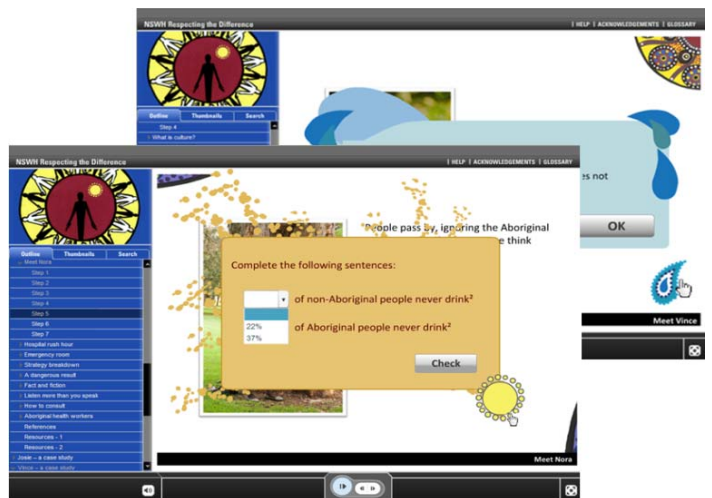 NSWH Respecting the Difference
| HELP | ACKNOWLEDGEMENTS | GLOSSARY
Outline Thumbnails Search
Step 4
What is culture?
es not
OK
Meet Vince
NSWH Respecting the Difference
| HELP | ACKNOWLEDGEMENTS | GLOSSARY
Outline Thumbnails Search
Meet Nora
Step 1
Step 2
Step 3
Step 4
Step 5
Step 6
Step 7
Hospital rush hour
Emergency room
Strategy breakdown
A dangerous result
Fact and fiction
Listen more than you speak
How to consult
Aboriginal health workers
References
Resources - 1
Resources - 2
Josie – a case study
Vince – a case study
"People pass by, ignoring the Aboriginal
e think
Complete the following sentences:
of non-Aboriginal people never drink²
22%
37%
of Aboriginal people never drink²
Check
Meet Nora